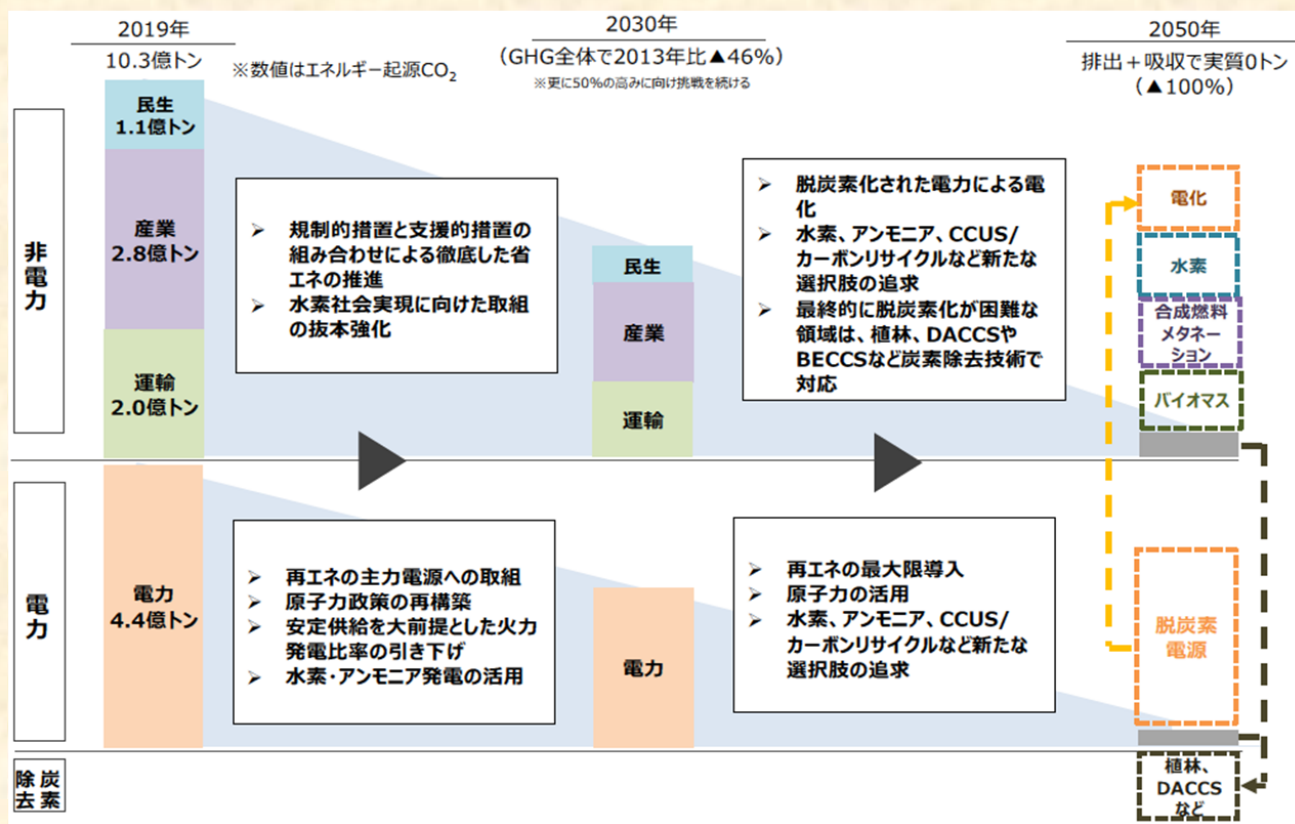 2019年
10.3億トン
※数値はエネルギー起源CO₂
2030年
(GHG全体で2013年比▲46%)
※更に50%の高みに向け挑戦を続ける
2050年
排出+吸収で実質0トン
(▲100%)
非電力
民生
1.1億トン
産業
2.8億トン
運輸
2.0億トン
➢ 規制的措置と支援的措置の
組み合わせによる徹底した省
エネの推進
➢ 水素社会実現に向けた取組
の抜本強化
民生
産業
運輸
➢ 脱炭素化された電力による電
化
➢ 水素、アンモニア、CCUS/
カーボンリサイクルなど新たな
選択肢の追求
➢ 最終的に脱炭素化が困難な
領域は、植林、DACCSや
BECCSなど炭素除去技術で
対応
電化
水素
合成燃料
メタネー
ション
バイオマス
電力
電力
4.4億トン
➢ 再エネの主力電源への取組
➢ 原子力政策の再構築
➢ 安定供給を大前提とした火力
発電比率の引き下げ
➢ 水素・アンモニア発電の活用
電力
➢ 再エネの最大限導入
➢ 原子力の活用
➢ 水素、アンモニア、CCUS/
カーボンリサイクルなど新たな
選択肢の追求
脱炭素
電源
炭素除去
植林、
DACCS
など